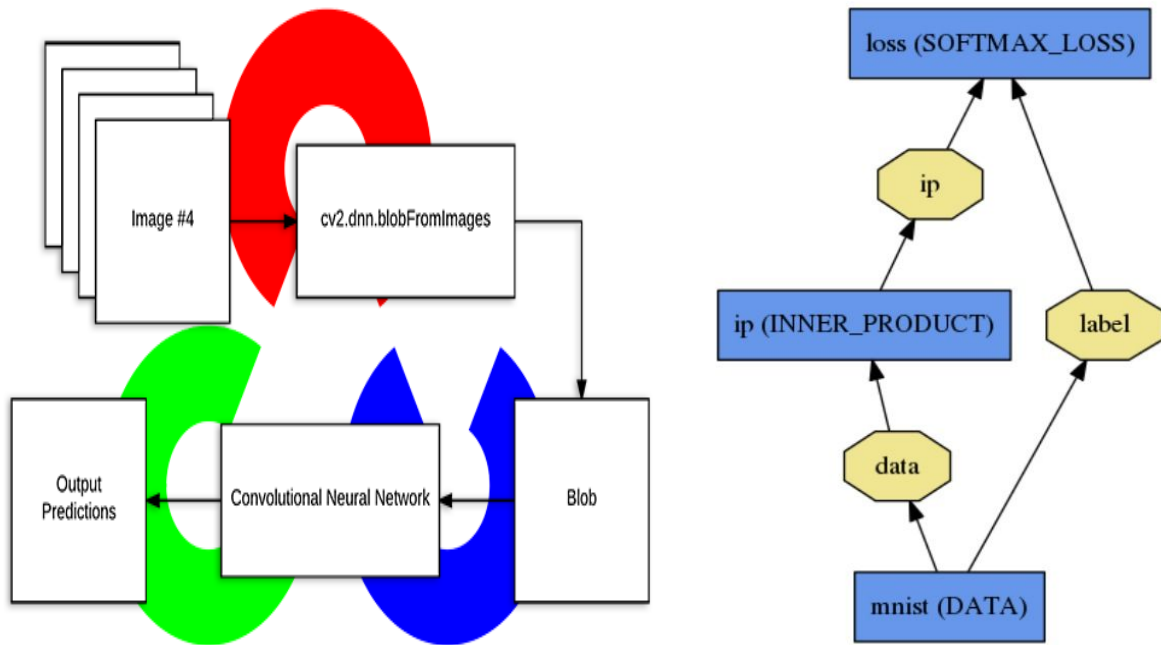 Image #4
cv2.dnn.blobFromImages
Output
Predictions
Convolutional Neural Network
Blob
loss (SOFTMAX_LOSS)
ip
ip (INNER_PRODUCT)
label
data
mnist (DATA)